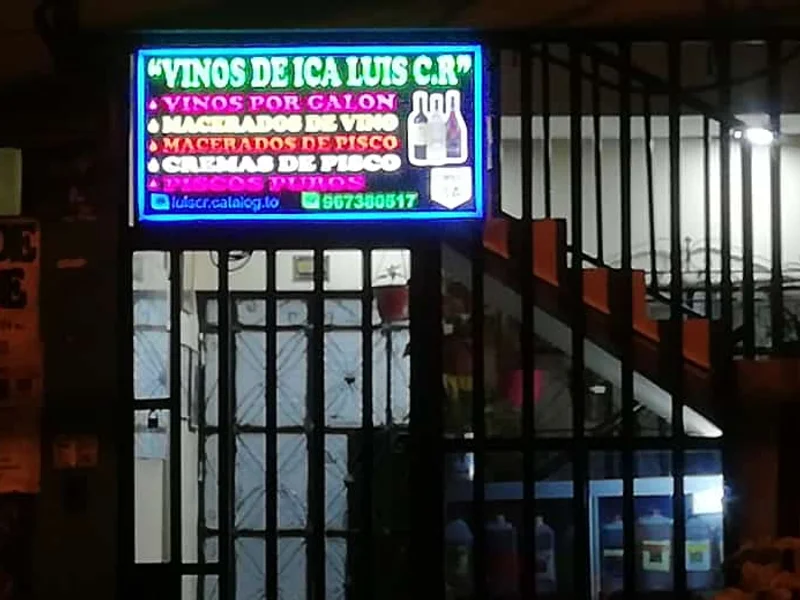 "VINOS DE ICA LUIS C.R"
VINOS POR GALON
MACERADOS DE VINO
MACERADOS DE PISCO
CREMAS DE PISCO
PISCOS PUROS
luiscr.catalog.to 967380517
DE
E